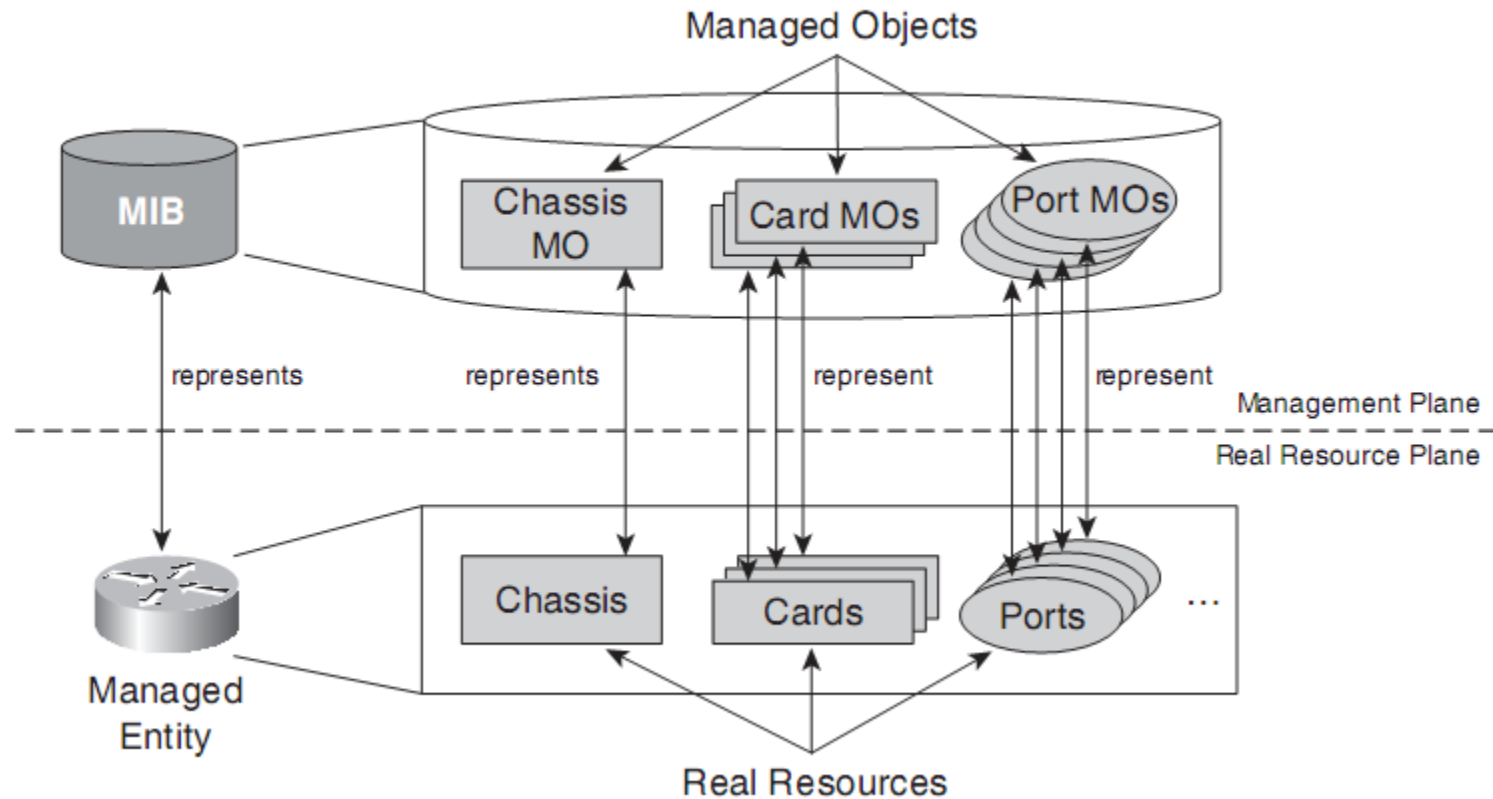 Managed Objects
MIB
Chassis
MO
Card MOs
Port MOs
represents
represents
represent
represent
Management Plane
Real Resource Plane
Chassis
Cards
Ports
...
Managed
Entity
Real Resources